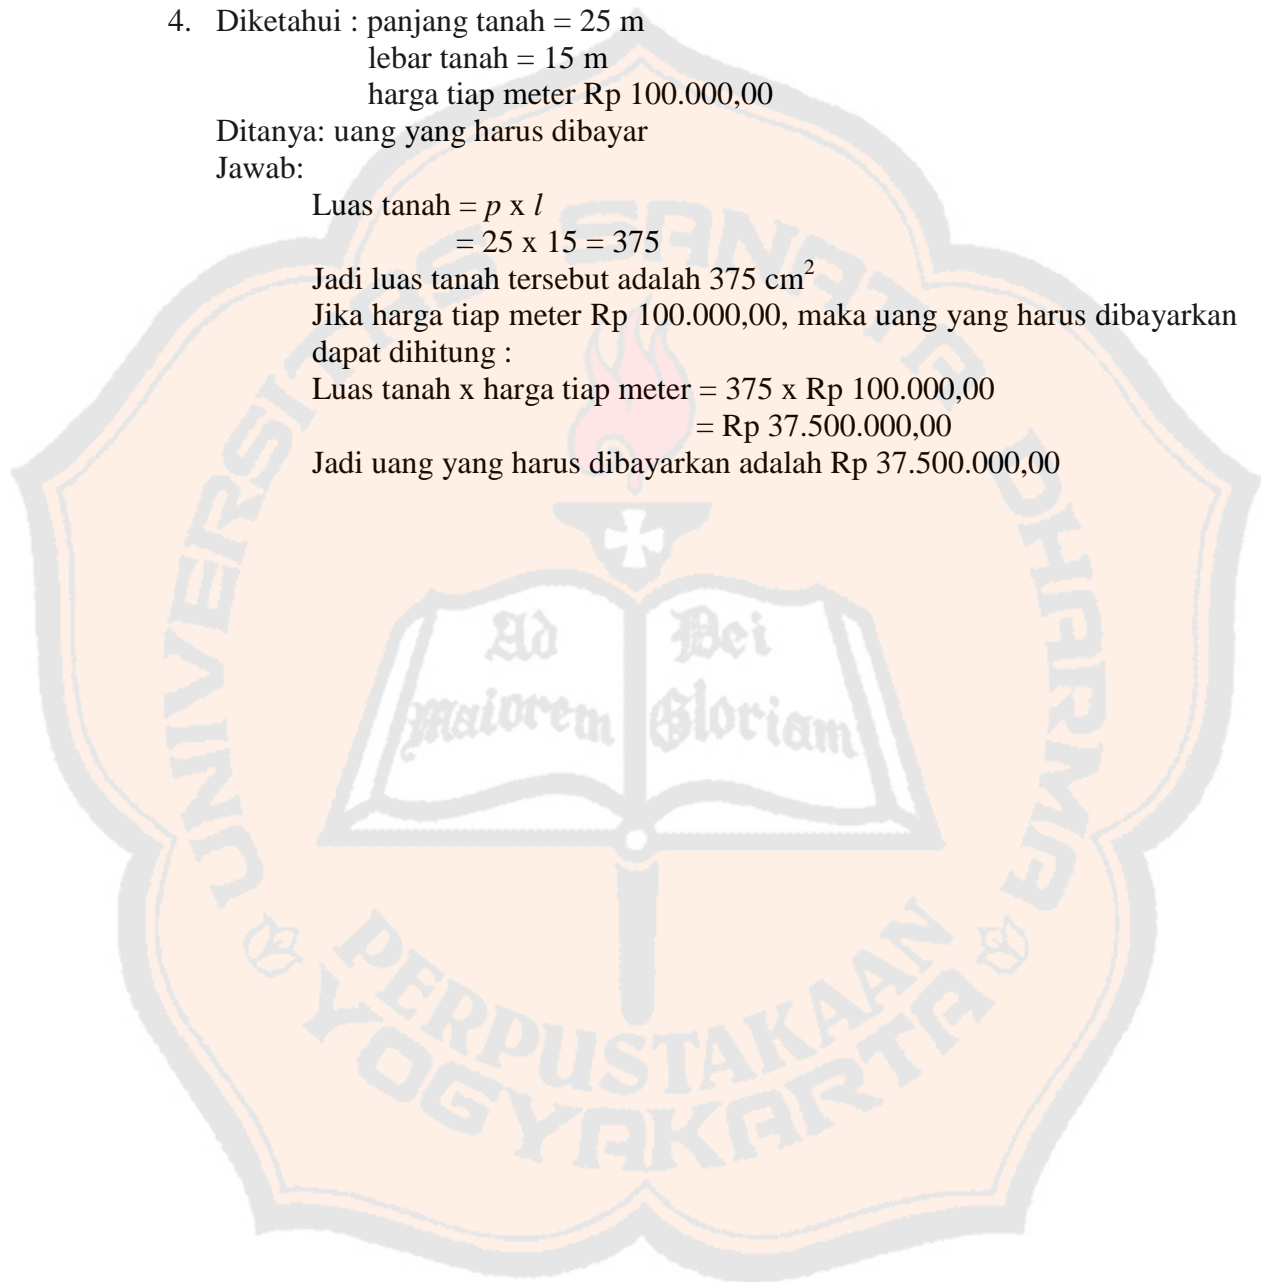 4. Diketahui : panjang tanah = 25 m
lebar tanah = 15 m
harga tiap meter Rp 100.000,00
Ditanya: uang yang harus dibayar
Jawab:
Luas tanah = p x l
= 25 x 15 = 375
Jadi luas tanah tersebut adalah 375 cm²
Jika harga tiap meter Rp 100.000,00, maka uang yang harus dibayarkan
dapat dihitung :
Luas tanah x harga tiap meter = 375 x Rp 100.000,00
= Rp 37.500.000,00
Jadi uang yang harus dibayarkan adalah Rp 37.500.000,00
UNIVERSITAS SANATA DHARMA
Ad Dei
Maiorem Gloriam
PERPUSTAKAAN
YOGYAKARTA